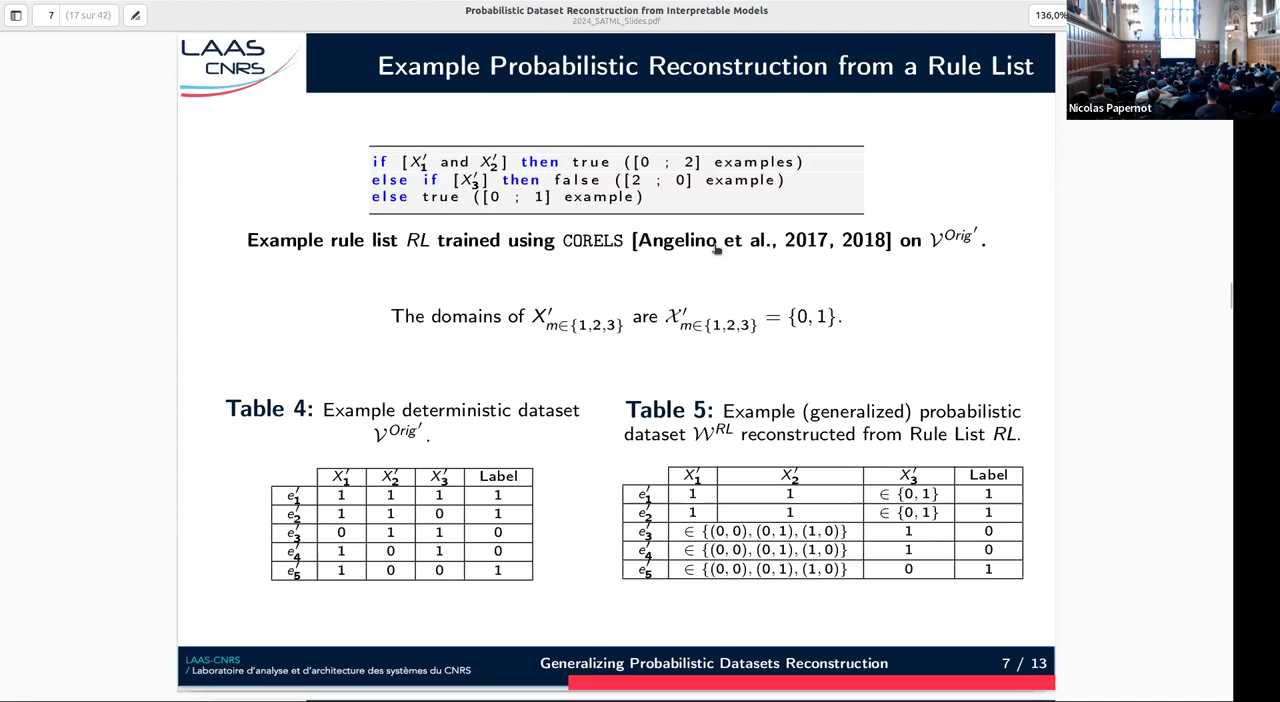 Probabilistic Dataset Reconstruction from Interpretable Models
2024_SATML_Slides.pdf
7 (17 sur 42)
136,0%
Nicolas Papernot
LAAS
CNRS
Example Probabilistic Reconstruction from a Rule List
if [X′₁ and X′₂] then true ([0 ; 2] examples)
else if [X′₃] then false ([2 ; 0] example)
else true ([0 ; 1] example)
Example rule list RL trained using CORELS [Angelino et al., 2017, 2018] on 𝒱^Orig′.
The domains of X′_m∈{1,2,3} are 𝒳′_m∈{1,2,3} = {0, 1}.
Table 4: Example deterministic dataset
𝒱^Orig′.
X′₁ X′₂ X′₃ Label
e′₁ 1 1 1 1
e′₂ 1 1 0 1
e′₃ 0 1 1 0
e′₄ 1 0 1 0
e′₅ 1 0 0 1
Table 5: Example (generalized) probabilistic
dataset 𝒲^RL reconstructed from Rule List RL.
X′₁ X′₂ X′₃ Label
e′₁ 1 1 ∈ {0, 1} 1
e′₂ 1 1 ∈ {0, 1} 1
e′₃ ∈ {(0, 0), (0, 1), (1, 0)} 1 0
e′₄ ∈ {(0, 0), (0, 1), (1, 0)} 1 0
e′₅ ∈ {(0, 0), (0, 1), (1, 0)} 0 1
LAAS-CNRS
/ Laboratoire d'analyse et d'architecture des systèmes du CNRS
Generalizing Probabilistic Datasets Reconstruction
7 / 13